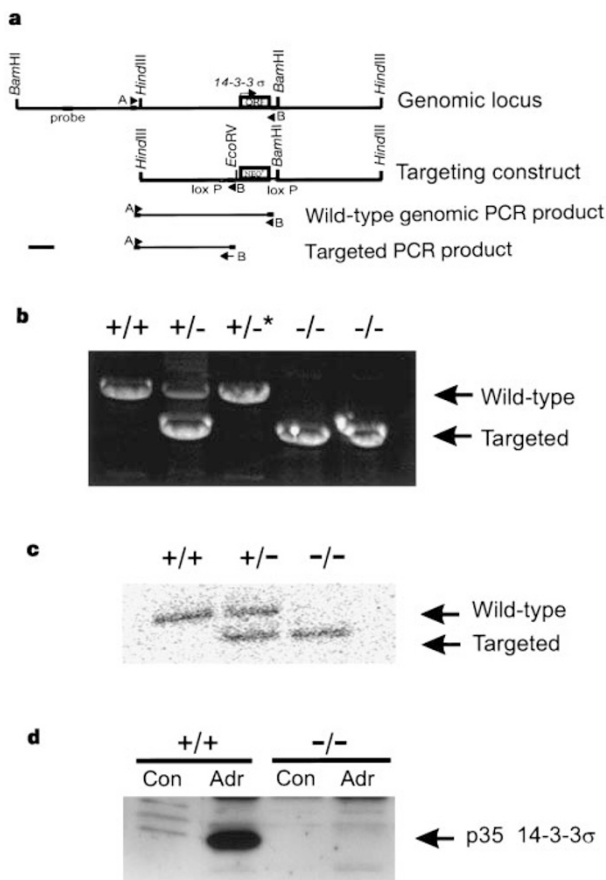 a
BamHI
HindIII
14-3-3 σ
BamHI
HindIII
A
ORF
B
Genomic locus
probe
HindIII
EcoRV
BamHI
HindIII
NEOr
Targeting construct
lox P
B
lox P
A
B
Wild-type genomic PCR product
A
B
Targeted PCR product
b
+/+ +/- +/-* -/- -/-
Wild-type
Targeted
c
+/+ +/− −/−
Wild-type
Targeted
d
+/+ −/−
Con Adr Con Adr
p35 14-3-3σ